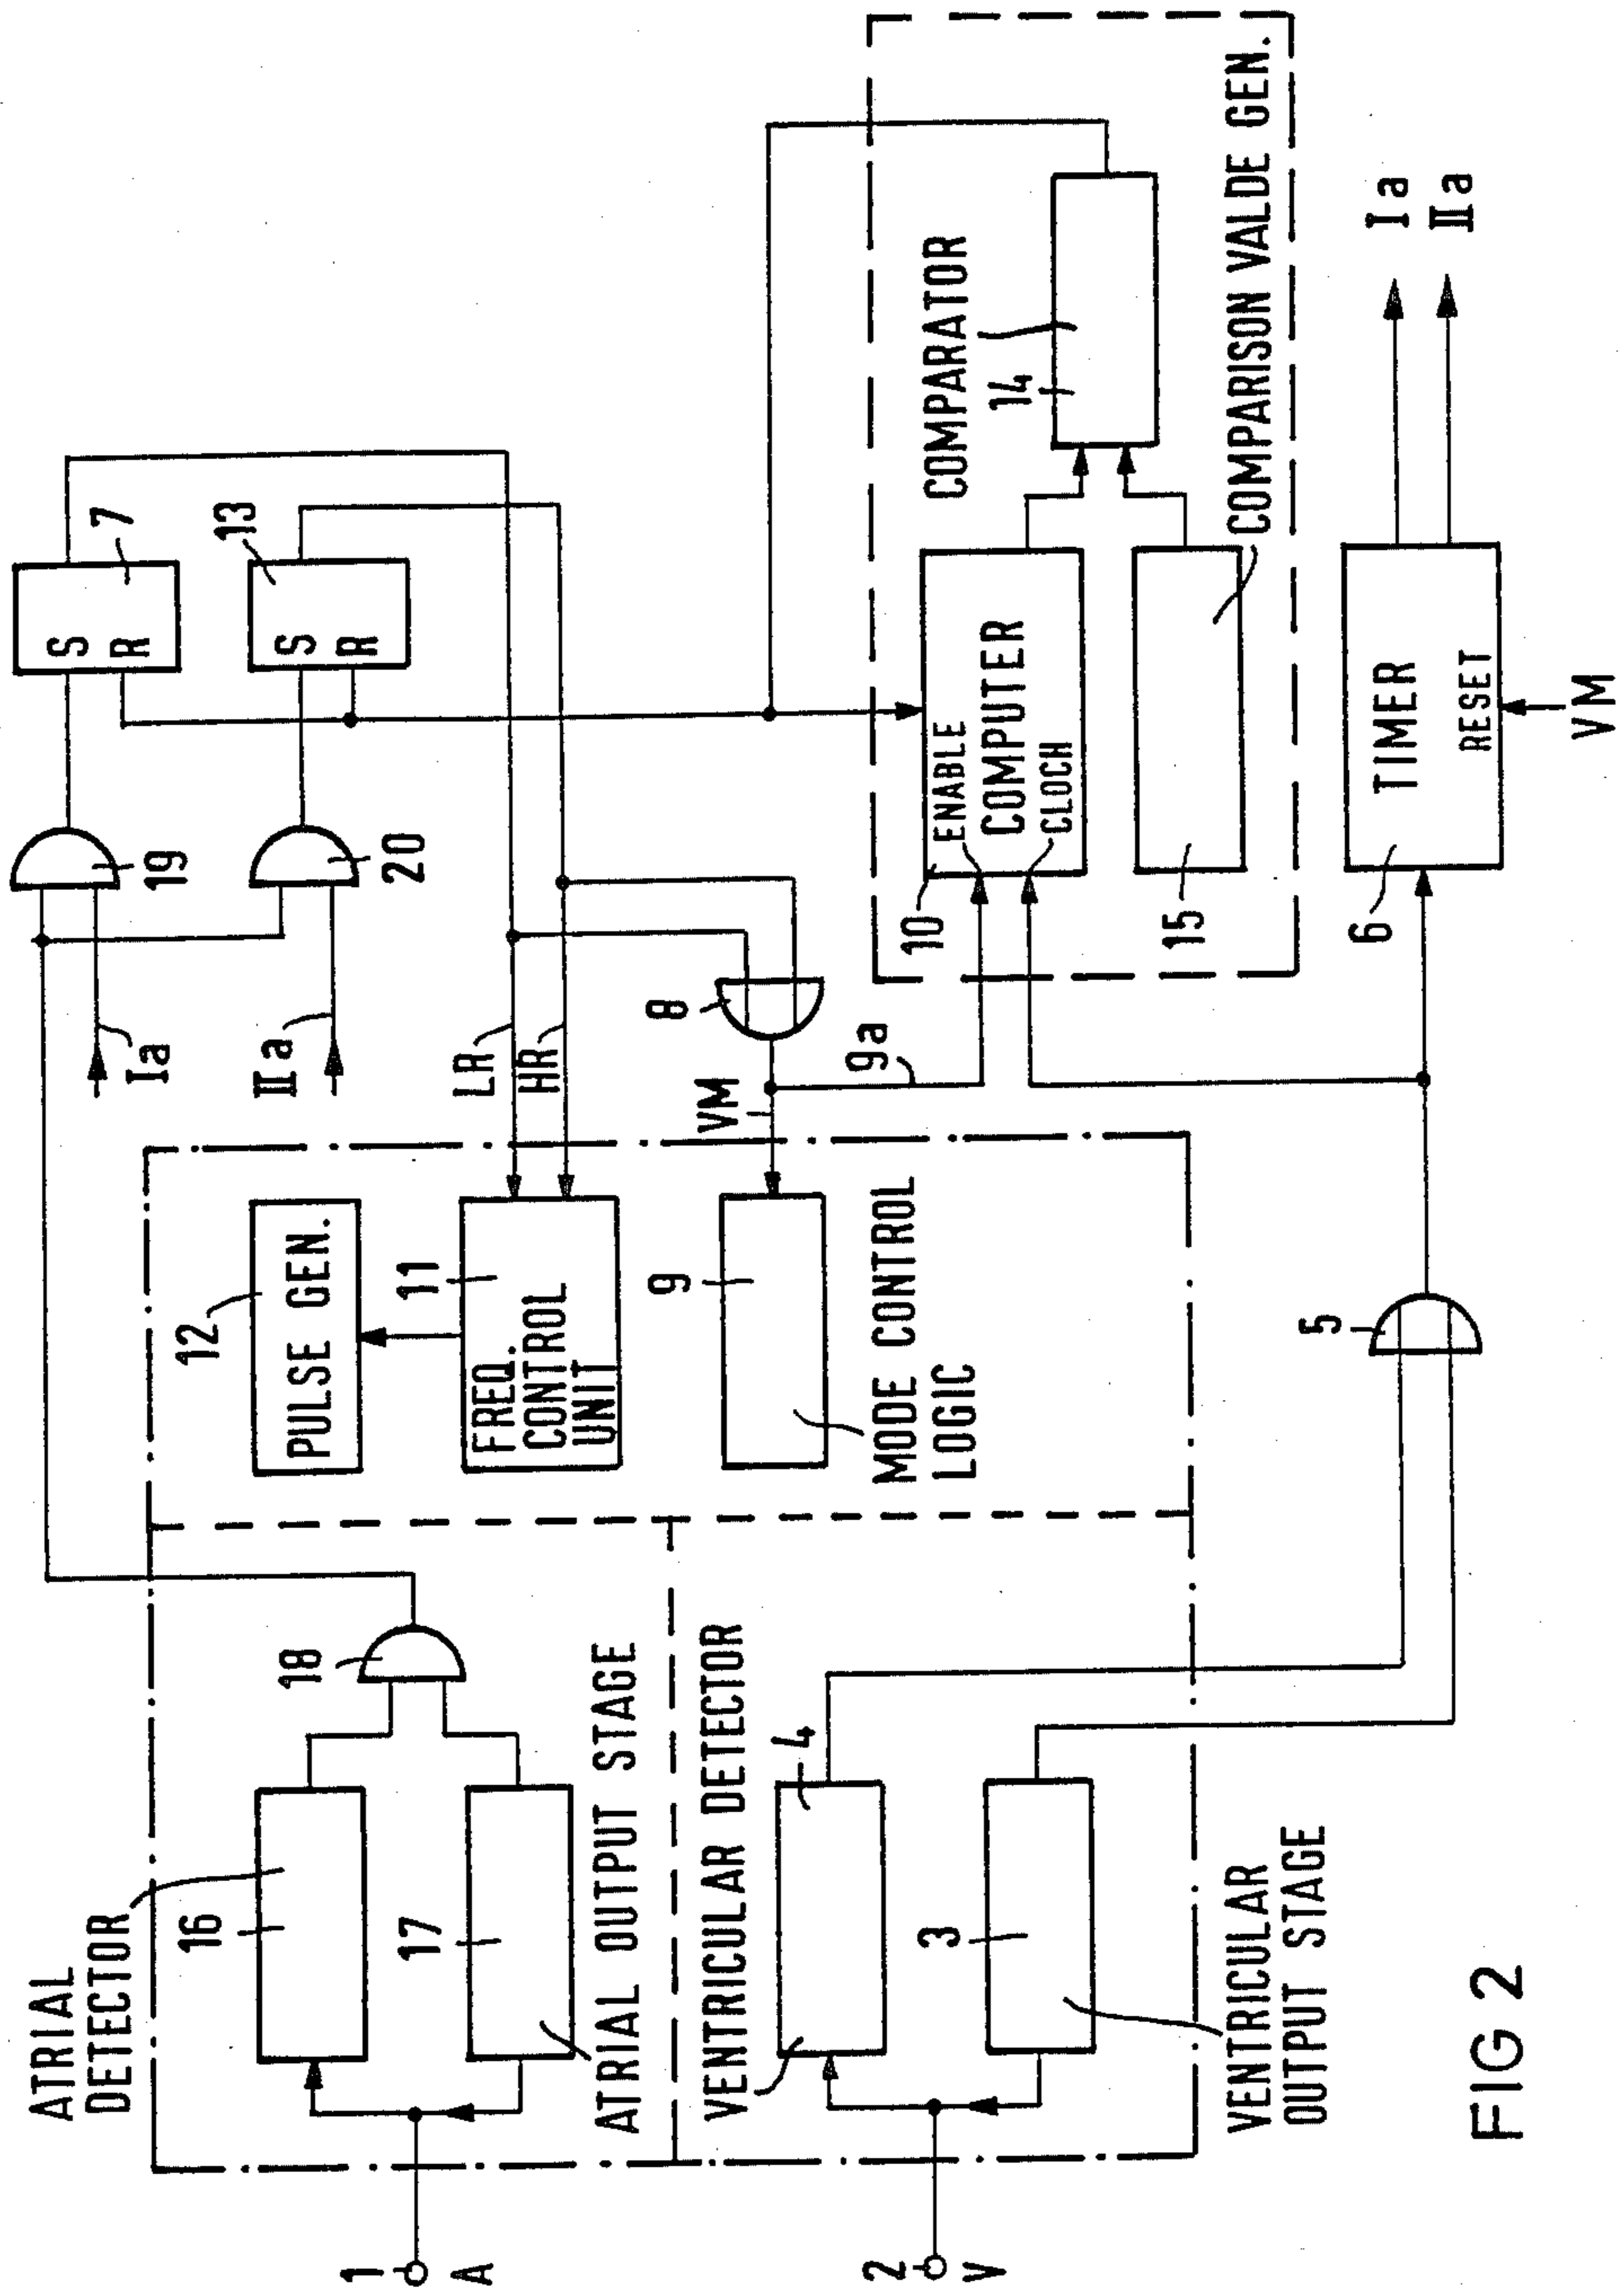 ATRIAL
DETECTOR
16
17
ATRIAL OUTPUT STAGE
18
1
A
12
PULSE GEN.
11
FREQ.
CONTROL
UNIT
9
MODE CONTROL
LOGIC
Ia
IIa
LR
HR
VM
9a
8
19
20
S
R
7
S
R
13
VENTRICULAR DETECTOR
4
3
VENTRICULAR
OUTPUT STAGE
2
V
5
10
ENABLE
COMPUTER
CLOCH
15
COMPARATOR
14
COMPARISON VALDE GEN.
6
TIMER
RESET
VM
Ia
IIa
FIG 2